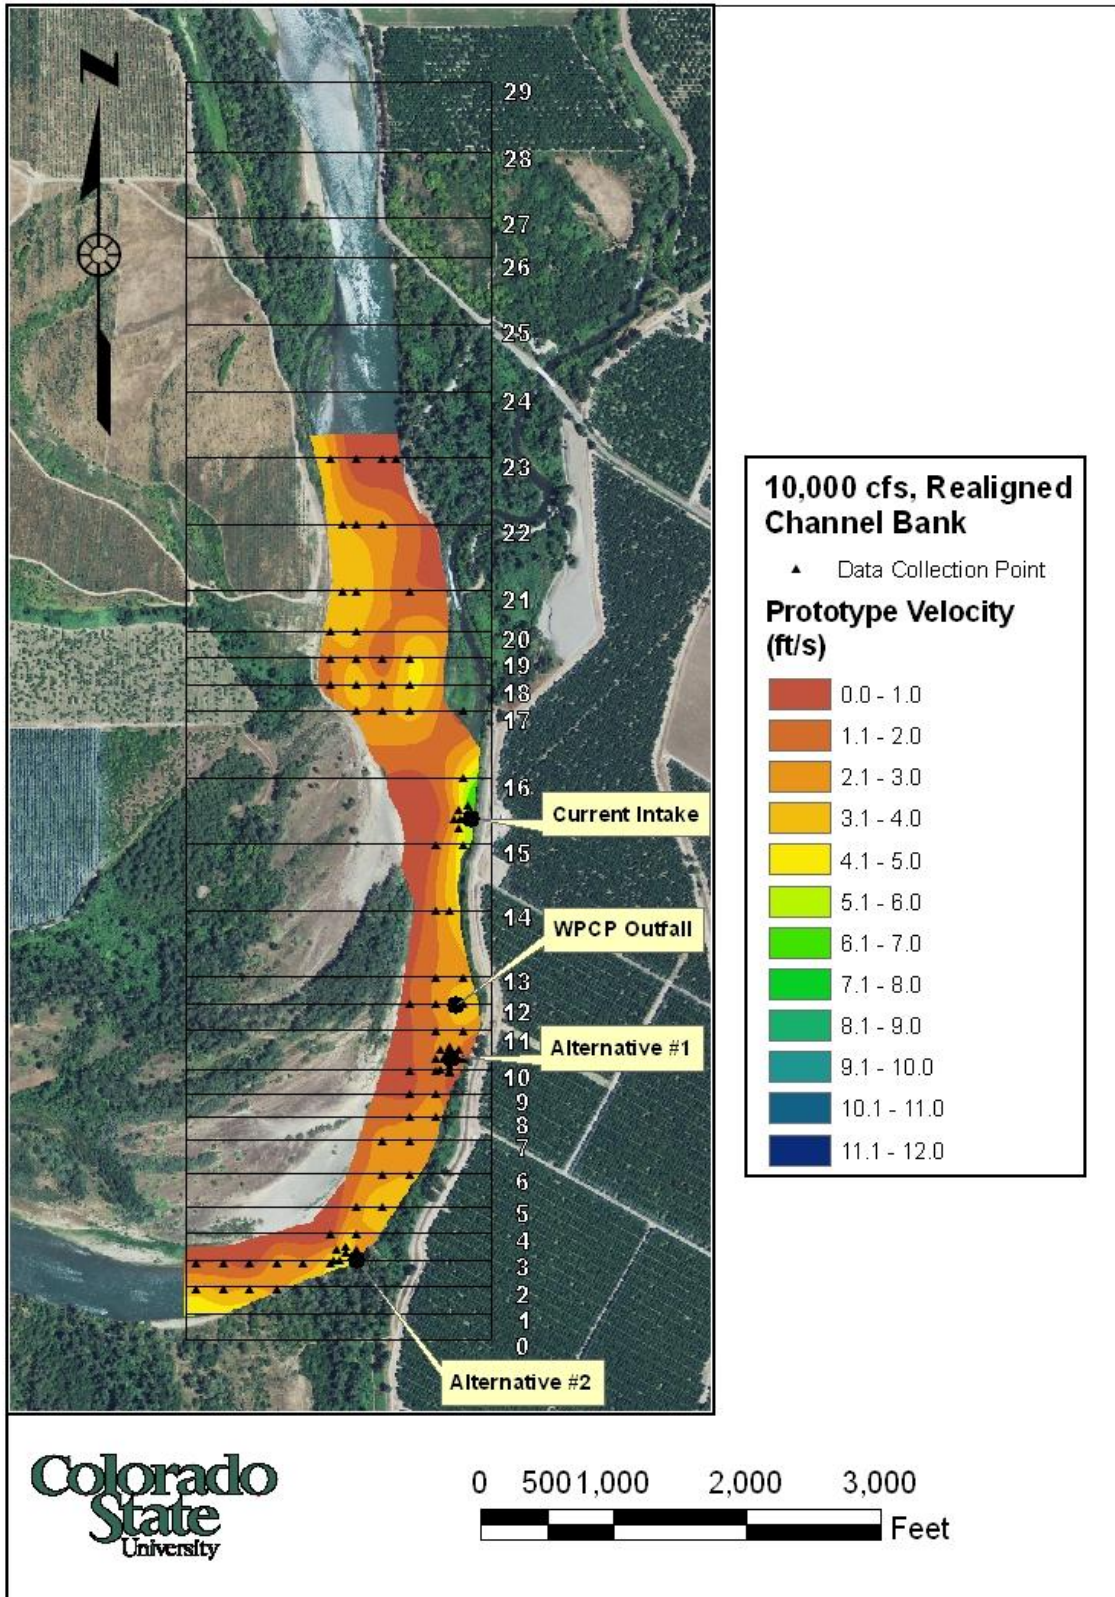 N
29
28
27
26
25
24
23
22
21
20
19
18
17
16
Current Intake
15
14
WPCP Outfall
13
12
11
Alternative #1
10
9
8
7
6
5
4
3
2
1
0
Alternative #2
10,000 cfs, Realigned
Channel Bank
Data Collection Point
Prototype Velocity
(ft/s)
0.0 - 1.0
1.1 - 2.0
2.1 - 3.0
3.1 - 4.0
4.1 - 5.0
5.1 - 6.0
6.1 - 7.0
7.1 - 8.0
8.1 - 9.0
9.1 - 10.0
10.1 - 11.0
11.1 - 12.0
Colorado
State
University
0 500 1,000 2,000 3,000
Feet